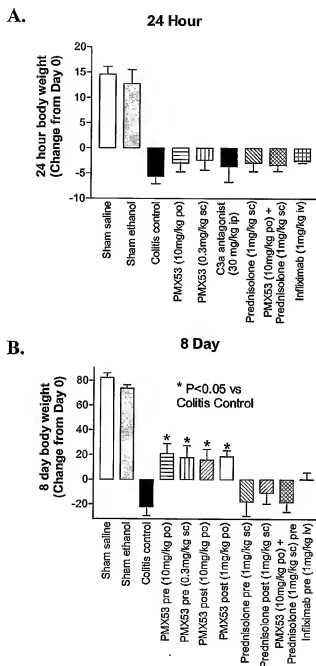 A.
24 Hour
24 hour body weight
(Change from Day 0)
20
15
10
5
0
-5
-10
Sham saline
Sham ethanol
Colitis control
PMX53 (10mg/kg po)
PMX53 (0.3mg/kg sc)
C3a antagonist
(30 mg/kg ip)
Prednisolone (1mg/kg sc)
PMX53 (10mg/kg po) +
Prednisolone (1mg/kg sc)
Infliximab (1mg/kg iv)
B.
8 Day
8 day body weight
(Change from Day 0)
80
60
40
20
0
-20
* P<0.05 vs
Colitis Control
* * * *
Sham saline
Sham ethanol
Colitis control
PMX53 pre (10mg/kg po)
PMX53 pre (0.3mg/kg sc)
PMX53 post (10mg/kg po)
PMX53 post (1mg/kg po)
Prednisolone pre (1mg/kg sc)
Prednisolone post (1mg/kg sc)
PMX53 (10mg/kg po) +
Prednisolone (1mg/kg sc) pre
Infliximab pre (1mg/kg iv)